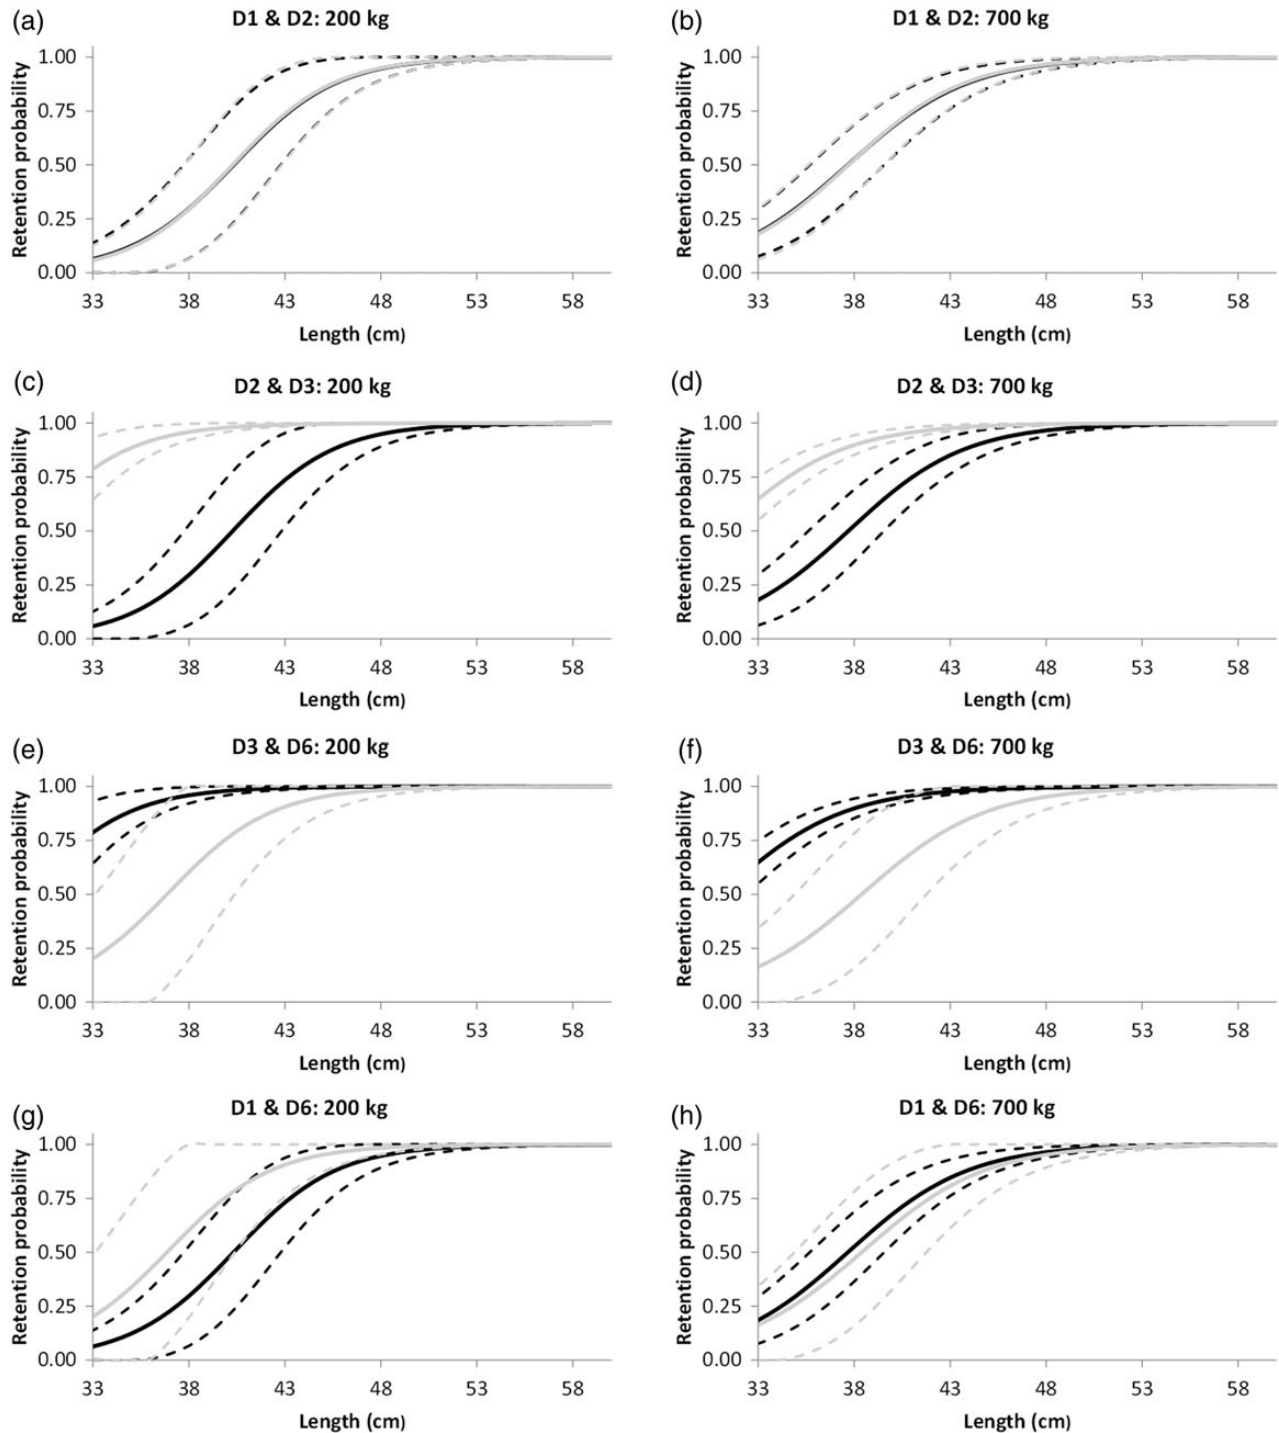 (a) D1 & D2: 200 kg
Retention probability
1.00
0.75
0.50
0.25
0.00
33 38 43 48 53 58
Length (cm)
(b) D1 & D2: 700 kg
Retention probability
1.00
0.75
0.50
0.25
0.00
33 38 43 48 53 58
Length (cm)
(c) D2 & D3: 200 kg
Retention probability
1.00
0.75
0.50
0.25
0.00
33 38 43 48 53 58
Length (cm)
(d) D2 & D3: 700 kg
Retention probability
1.00
0.75
0.50
0.25
0.00
33 38 43 48 53 58
Length (cm)
(e) D3 & D6: 200 kg
Retention probability
1.00
0.75
0.50
0.25
0.00
33 38 43 48 53 58
Length (cm)
(f) D3 & D6: 700 kg
Retention probability
1.00
0.75
0.50
0.25
0.00
33 38 43 48 53 58
Length (cm)
(g) D1 & D6: 200 kg
Retention probability
1.00
0.75
0.50
0.25
0.00
33 38 43 48 53 58
Length (cm)
(h) D1 & D6: 700 kg
Retention probability
1.00
0.75
0.50
0.25
0.00
33 38 43 48 53 58
Length (cm)